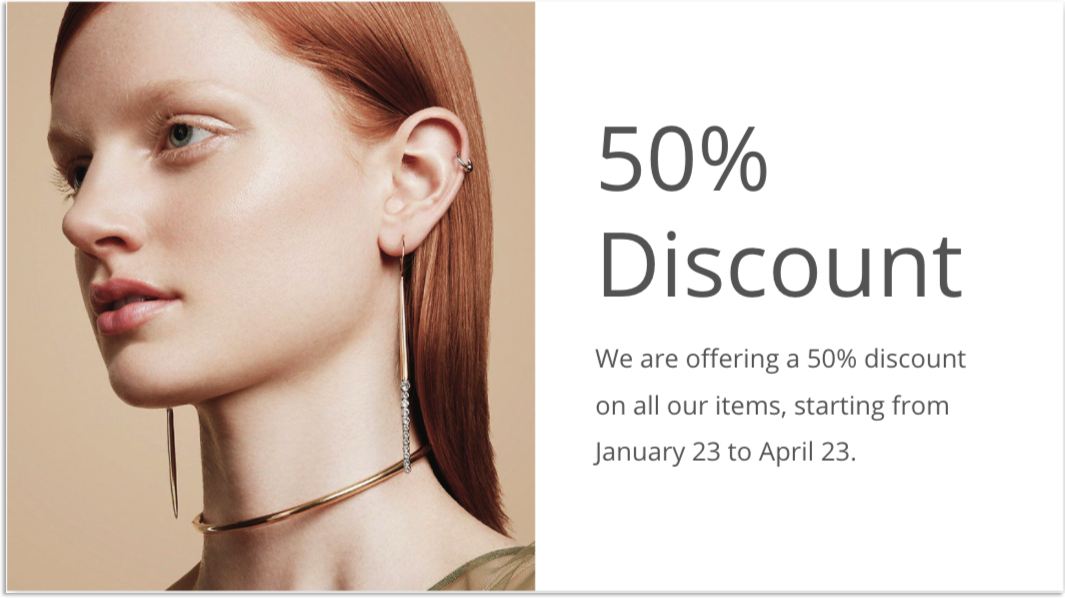 50%
Discount
We are offering a 50% discount
on all our items, starting from
January 23 to April 23.